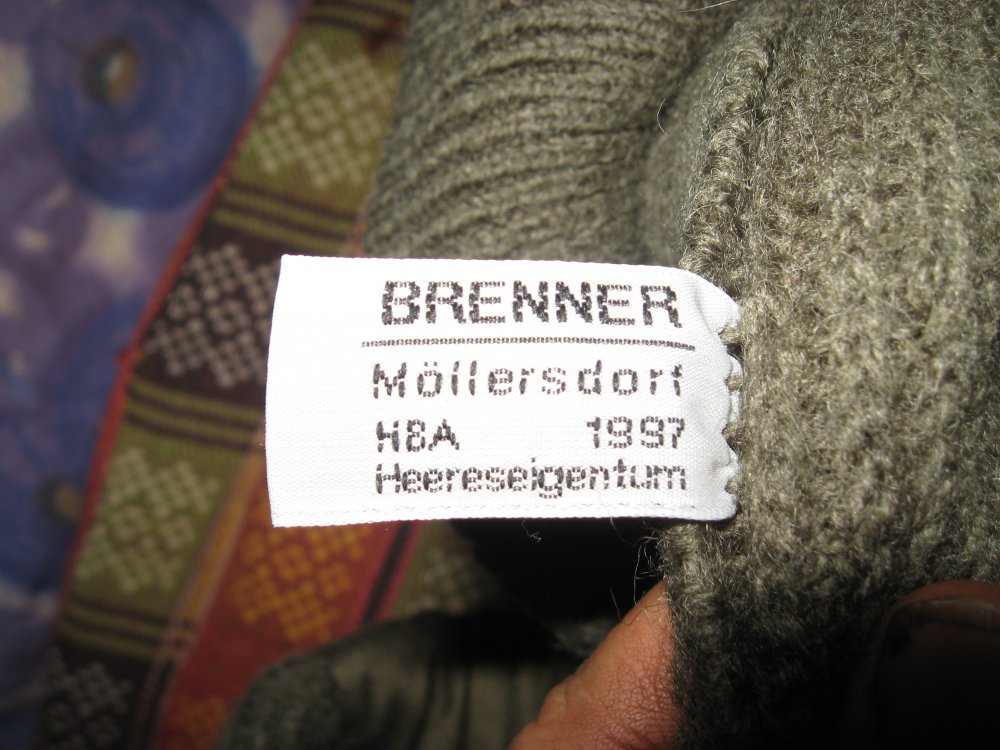 BRENNER
Möllersdorf
HBA 1997
Heereseigentum